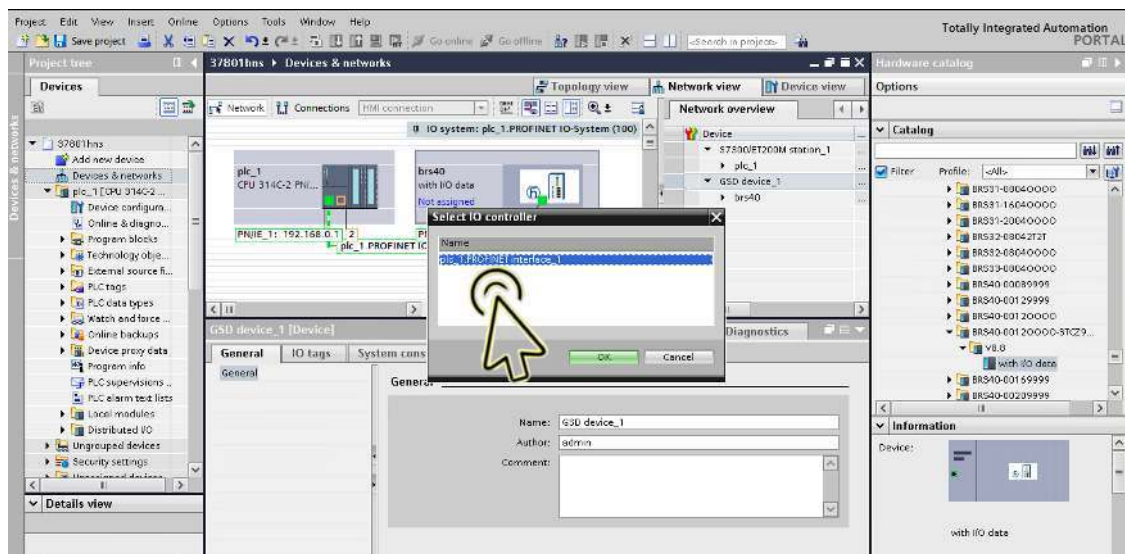 Project Edit View Insert Online Options Tools Window Help
Totally Integrated Automation
PORTAL
Save project
Go online
Go offline
<Search in project>
Project tree
37801hns
Devices & networks
Hardware catalog
Devices
Topology view
Network view
Device view
Options
Network
Connections
HMI connection
Network overview
IO system: plc_1.PROFINET IO-System (100)
Catalog
Device
37801hns
Add new device
Devices & networks
plc_1 [CPU 314C-2 ...
Device configura...
Online & diagno...
Program blocks
Technology obje...
External source fi...
PLC tags
PLC data types
Watch and force ...
Online backups
Device proxy data
Program info
PLC supervisions ..
PLC alarm text lists
Local modules
Distributed I/O
Ungrouped devices
Security settings
Details view
plc_1
CPU 314C-2 PN/...
brs40
with I/O data
Not assigned
PN/IE_1: 192.168.0.1
2
plc_1.PROFINET IC
S7300/ET200M station_1
plc_1
GSD device_1
brs40
Select IO controller
Name
plc_1.PROFINET interface_1
OK
Cancel
Filter
Profile:
<All>
BRS31-08040000
BRS31-16040000
BRS31-20040000
BRS32-08042T2T
BRS32-08040000
BRS33-08040000
BRS40-00089999
BRS40-00129999
BRS40-00120000
BRS40-00120000-STCZ9...
V8.8
with I/O data
BRS40-00169999
BRS40-00209999
GSD device_1 [Device]
Diagnostics
General
IO tags
System cons
General
General
Name:
GSD device_1
Author:
admin
Comment:
Information
Device:
with I/O data
Devices & networks